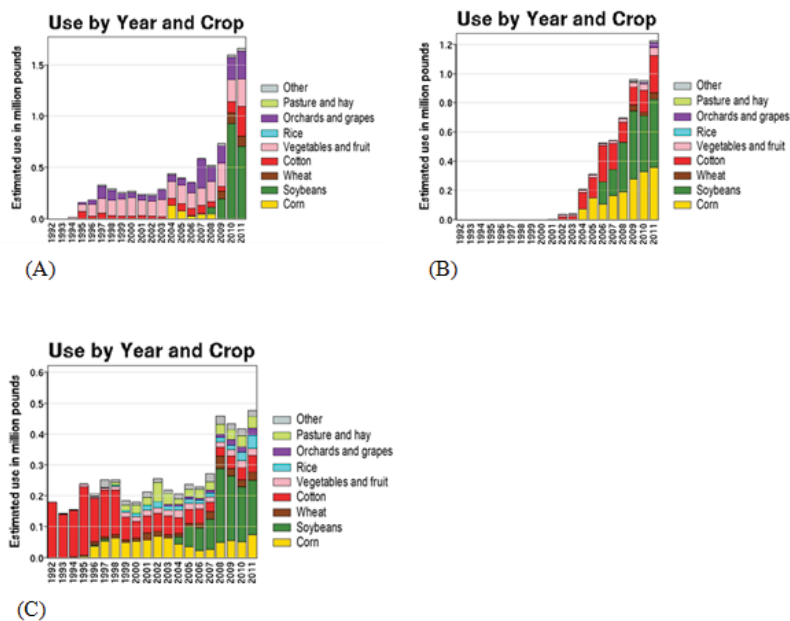 Use by Year and Crop
Estimated use in million pounds
1.5
1.0
0.5
0.0
1992
1993
1994
1995
1996
1997
1998
1999
2000
2001
2002
2003
2004
2005
2006
2007
2008
2009
2010
2011
Other
Pasture and hay
Orchards and grapes
Rice
Vegetables and fruit
Cotton
Wheat
Soybeans
Corn
(A)
Use by Year and Crop
Estimated use in million pounds
1.2
1.0
0.8
0.6
0.4
0.2
0.0
1992
1993
1994
1995
1996
1997
1998
1999
2000
2001
2002
2003
2004
2005
2006
2007
2008
2009
2010
2011
Other
Pasture and hay
Orchards and grapes
Rice
Vegetables and fruit
Cotton
Wheat
Soybeans
Corn
(B)
Use by Year and Crop
Estimated use in million pounds
0.6
0.5
0.4
0.3
0.2
0.1
0.0
1992
1993
1994
1995
1996
1997
1998
1999
2000
2001
2002
2003
2004
2005
2006
2007
2008
2009
2010
2011
Other
Pasture and hay
Orchards and grapes
Rice
Vegetables and fruit
Cotton
Wheat
Soybeans
Corn
(C)